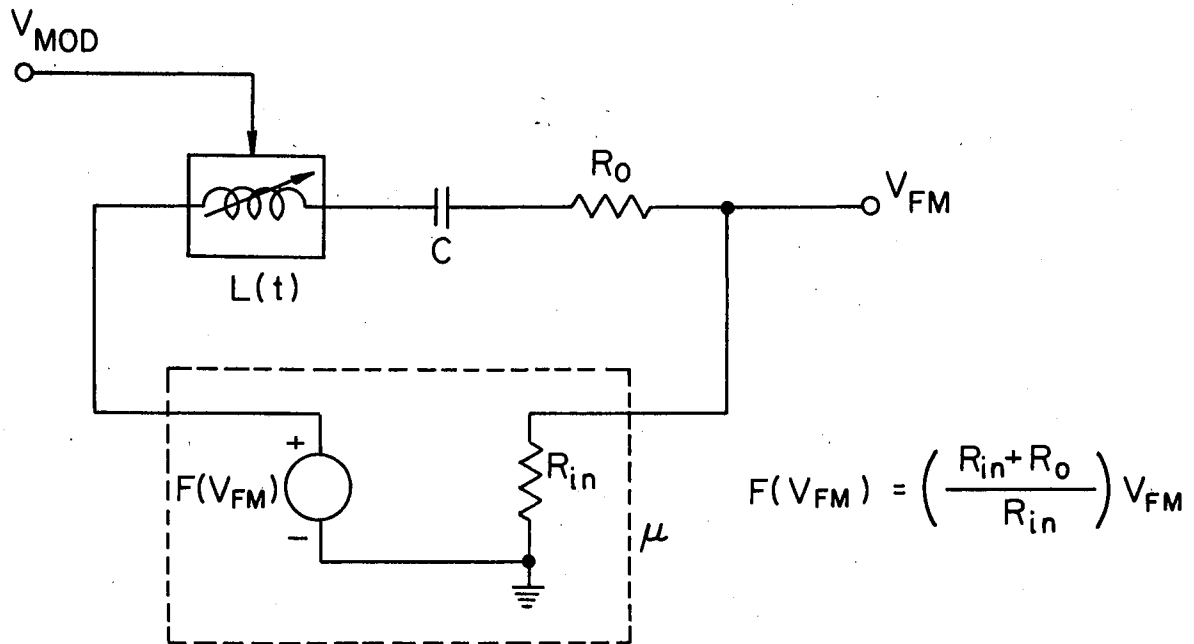 V_MOD
L(t)
C
R_O
V_FM
+
F(V_FM)
−
R_in
μ
F(V_FM) = ( (R_in + R_O) / R_in ) V_FM